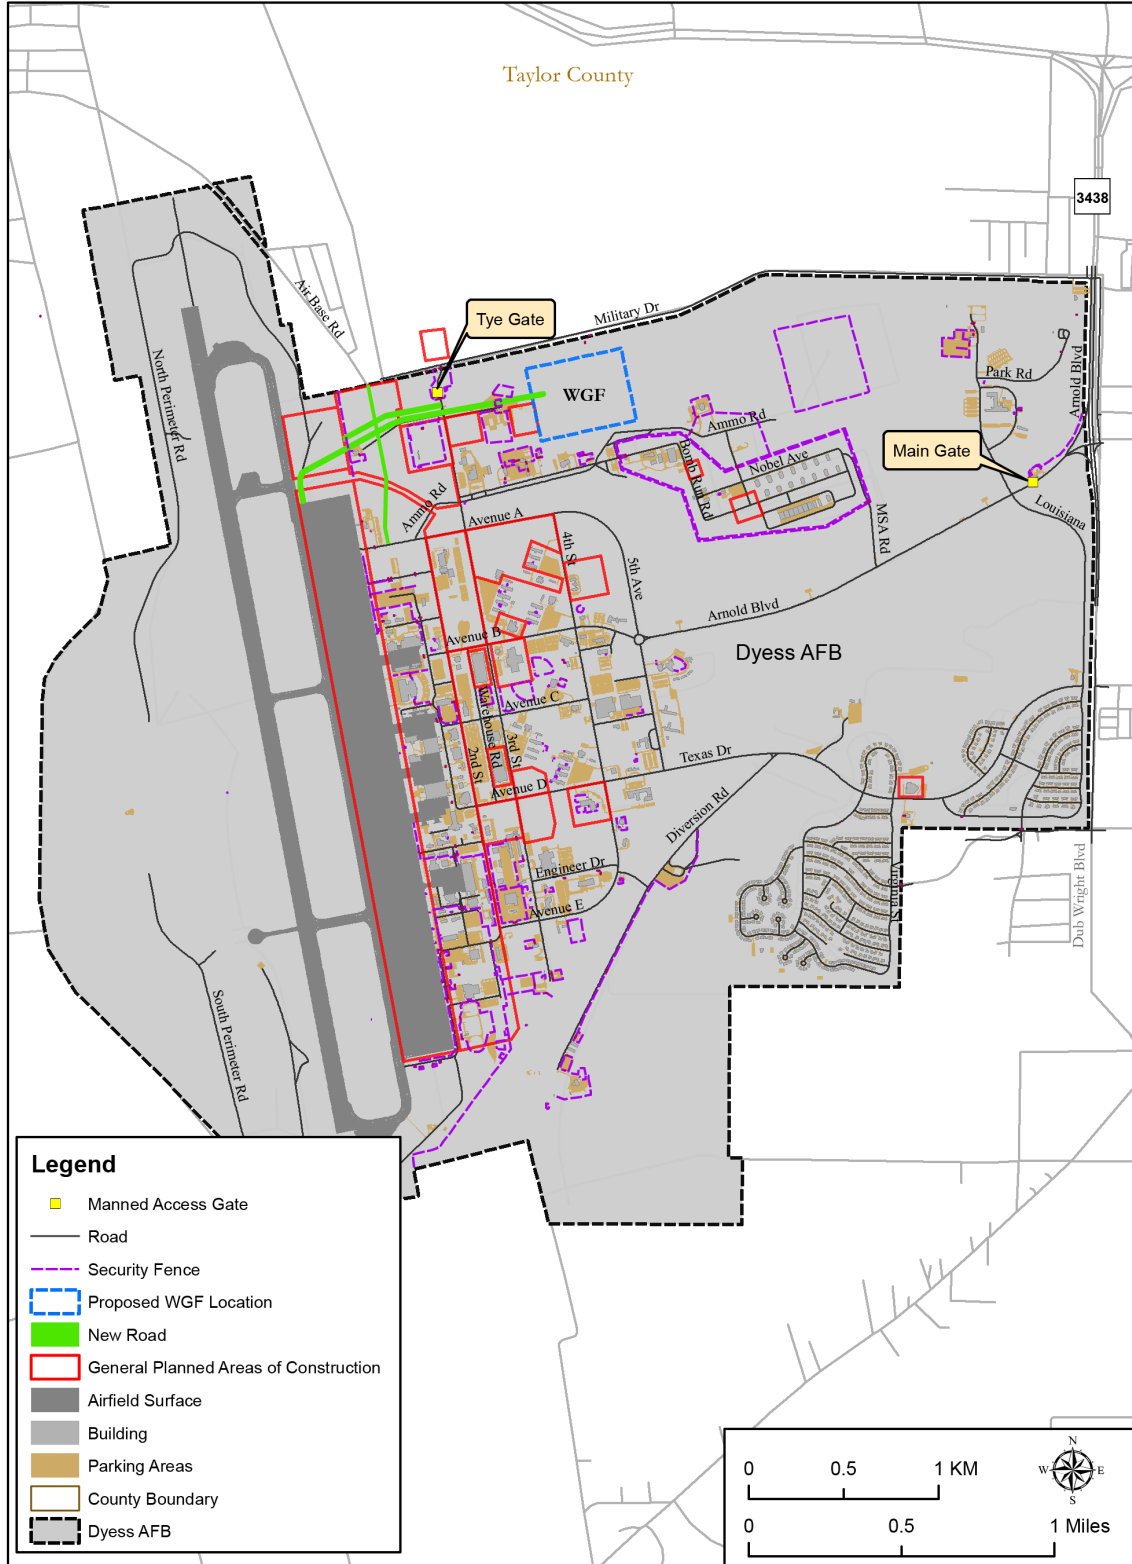 Taylor County
3438
Air Base Rd
Tye Gate
Military Dr
WGF
Park Rd
Arnold Blvd
North Perimeter Rd
Ammo Rd
Main Gate
Bomb Run Rd
Nobel Ave
Louisiana
Ammo Rd
Avenue A
MSA Rd
4th St
5th Ave
Arnold Blvd
Avenue B
Dyess AFB
Avenue C
Warehouse Rd
3rd St
2nd St
Texas Dr
Avenue D
Diversion Rd
Engineer Dr
Virginia St
Avenue E
Dub Wright Blvd
South Perimeter Rd
Legend
Manned Access Gate
Road
Security Fence
Proposed WGF Location
New Road
General Planned Areas of Construction
Airfield Surface
Building
Parking Areas
County Boundary
Dyess AFB
0 0.5 1 KM
N
W E
S
0 0.5 1 Miles